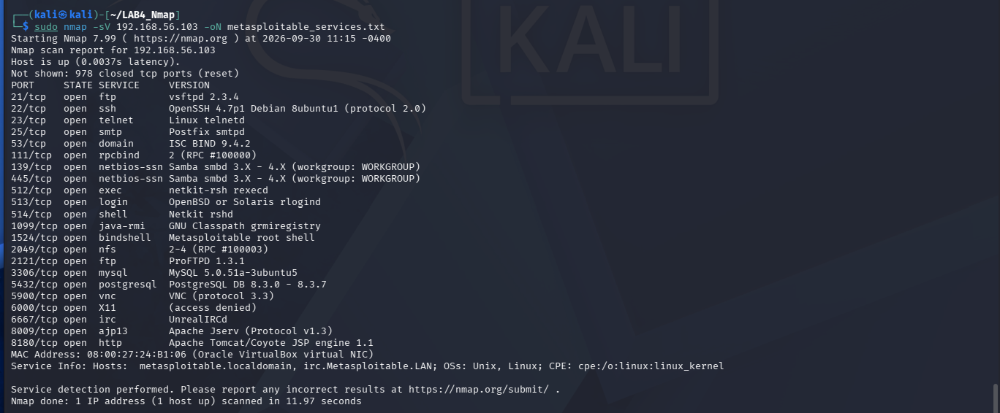 KALI
┌──(kali㉿kali)-[~/LAB4_Nmap]
└─$ sudo nmap -sV 192.168.56.103 -oN metasploitable_services.txt
Starting Nmap 7.99 ( https://nmap.org ) at 2026-09-30 11:15 -0400
Nmap scan report for 192.168.56.103
Host is up (0.0037s latency).
Not shown: 978 closed tcp ports (reset)
PORT     STATE SERVICE     VERSION
21/tcp   open  ftp         vsftpd 2.3.4
22/tcp   open  ssh         OpenSSH 4.7p1 Debian 8ubuntu1 (protocol 2.0)
23/tcp   open  telnet      Linux telnetd
25/tcp   open  smtp        Postfix smtpd
53/tcp   open  domain      ISC BIND 9.4.2
111/tcp  open  rpcbind     2 (RPC #100000)
139/tcp  open  netbios-ssn Samba smbd 3.X - 4.X (workgroup: WORKGROUP)
445/tcp  open  netbios-ssn Samba smbd 3.X - 4.X (workgroup: WORKGROUP)
512/tcp  open  exec        netkit-rsh rexecd
513/tcp  open  login       OpenBSD or Solaris rlogind
514/tcp  open  shell       Netkit rshd
1099/tcp open  java-rmi    GNU Classpath grmiregistry
1524/tcp open  bindshell   Metasploitable root shell
2049/tcp open  nfs         2-4 (RPC #100003)
2121/tcp open  ftp         ProFTPD 1.3.1
3306/tcp open  mysql       MySQL 5.0.51a-3ubuntu5
5432/tcp open  postgresql  PostgreSQL DB 8.3.0 - 8.3.7
5900/tcp open  vnc         VNC (protocol 3.3)
6000/tcp open  X11         (access denied)
6667/tcp open  irc         UnrealIRCd
8009/tcp open  ajp13       Apache Jserv (Protocol v1.3)
8180/tcp open  http        Apache Tomcat/Coyote JSP engine 1.1
MAC Address: 08:00:27:24:B1:06 (Oracle VirtualBox virtual NIC)
Service Info: Hosts:  metasploitable.localdomain, irc.Metasploitable.LAN; OSs: Unix, Linux; CPE: cpe:/o:linux:linux_kernel
Service detection performed. Please report any incorrect results at https://nmap.org/submit/ .
Nmap done: 1 IP address (1 host up) scanned in 11.97 seconds